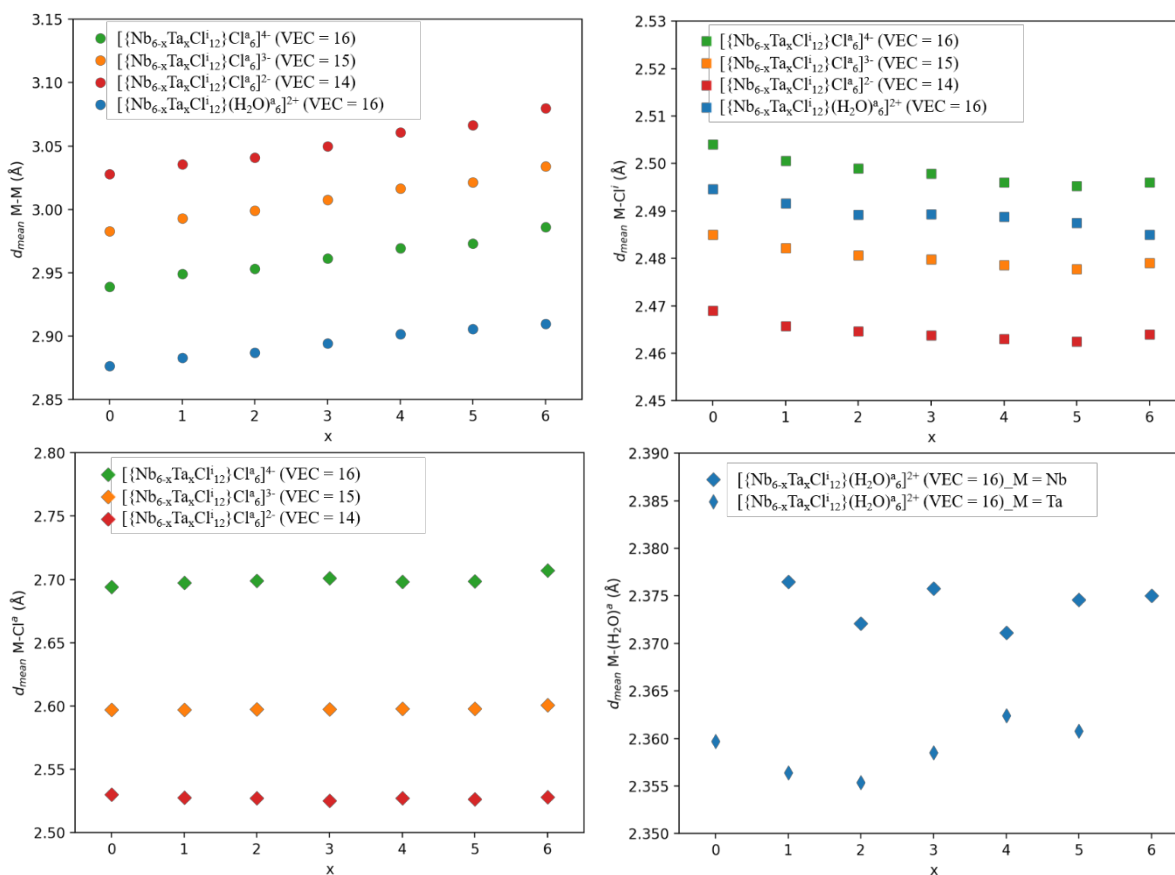 3.15
3.10
3.05
3.00
2.95
2.90
2.85
d_mean M-M (Å)
[{Nb₆₋ₓTaₓClⁱ₁₂}Clᵃ₆]⁴⁻ (VEC = 16)
[{Nb₆₋ₓTaₓClⁱ₁₂}Clᵃ₆]³⁻ (VEC = 15)
[{Nb₆₋ₓTaₓClⁱ₁₂}Clᵃ₆]²⁻ (VEC = 14)
[{Nb₆₋ₓTaₓClⁱ₁₂}(H₂O)ᵃ₆]²⁺ (VEC = 16)
0 1 2 3 4 5 6
x
2.53
2.52
2.51
2.50
2.49
2.48
2.47
2.46
2.45
d_mean M-Clⁱ (Å)
[{Nb₆₋ₓTaₓClⁱ₁₂}Clᵃ₆]⁴⁻ (VEC = 16)
[{Nb₆₋ₓTaₓClⁱ₁₂}Clᵃ₆]³⁻ (VEC = 15)
[{Nb₆₋ₓTaₓClⁱ₁₂}Clᵃ₆]²⁻ (VEC = 14)
[{Nb₆₋ₓTaₓClⁱ₁₂}(H₂O)ᵃ₆]²⁺ (VEC = 16)
0 1 2 3 4 5 6
x
2.80
2.75
2.70
2.65
2.60
2.55
2.50
d_mean M-Clᵃ (Å)
[{Nb₆₋ₓTaₓClⁱ₁₂}Clᵃ₆]⁴⁻ (VEC = 16)
[{Nb₆₋ₓTaₓClⁱ₁₂}Clᵃ₆]³⁻ (VEC = 15)
[{Nb₆₋ₓTaₓClⁱ₁₂}Clᵃ₆]²⁻ (VEC = 14)
0 1 2 3 4 5 6
x
2.390
2.385
2.380
2.375
2.370
2.365
2.360
2.355
2.350
d_mean M-(H₂O)ᵃ (Å)
[{Nb₆₋ₓTaₓClⁱ₁₂}(H₂O)ᵃ₆]²⁺ (VEC = 16)_M = Nb
[{Nb₆₋ₓTaₓClⁱ₁₂}(H₂O)ᵃ₆]²⁺ (VEC = 16)_M = Ta
0 1 2 3 4 5 6
x